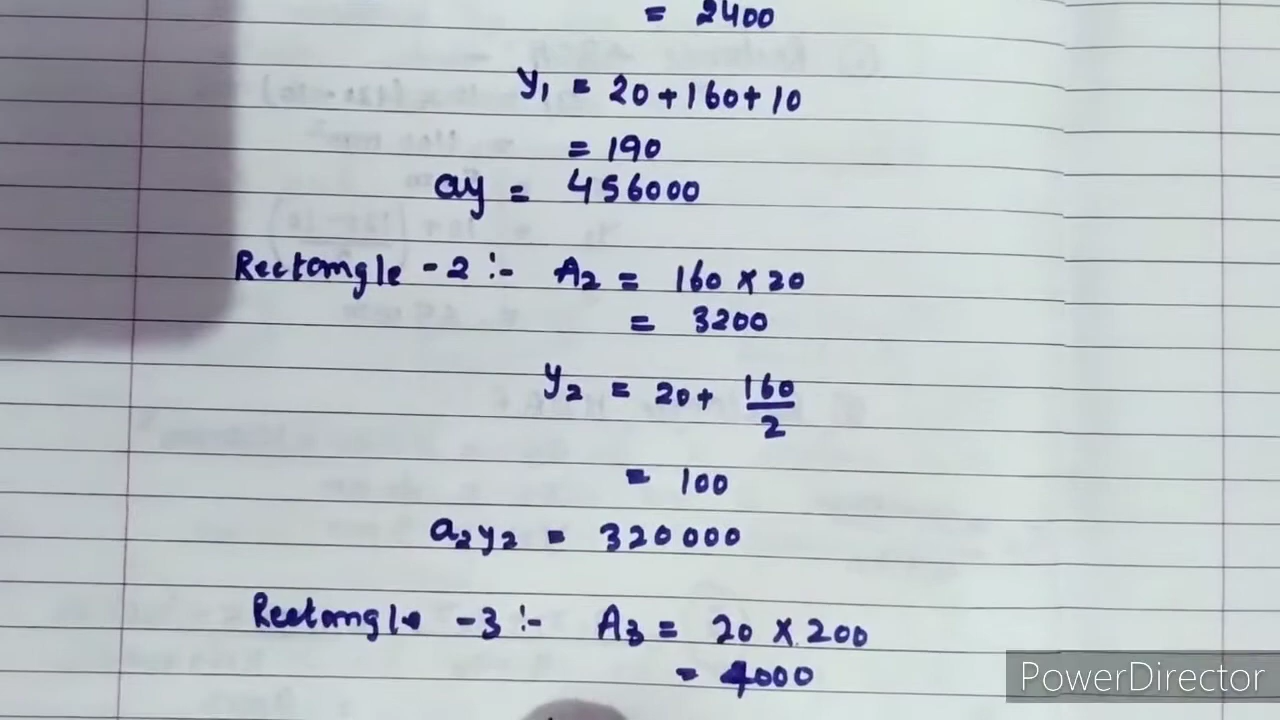 = 2400
y₁ = 20+160+10
= 190
ay = 456000
Rectangle - 2 :- A₂ = 160 × 20
= 3200
y₂ = 20+ 160/2
= 100
a₂y₂ = 320000
Rectangle - 3 :- A₃ = 20 × 200
= 4000
PowerDirector